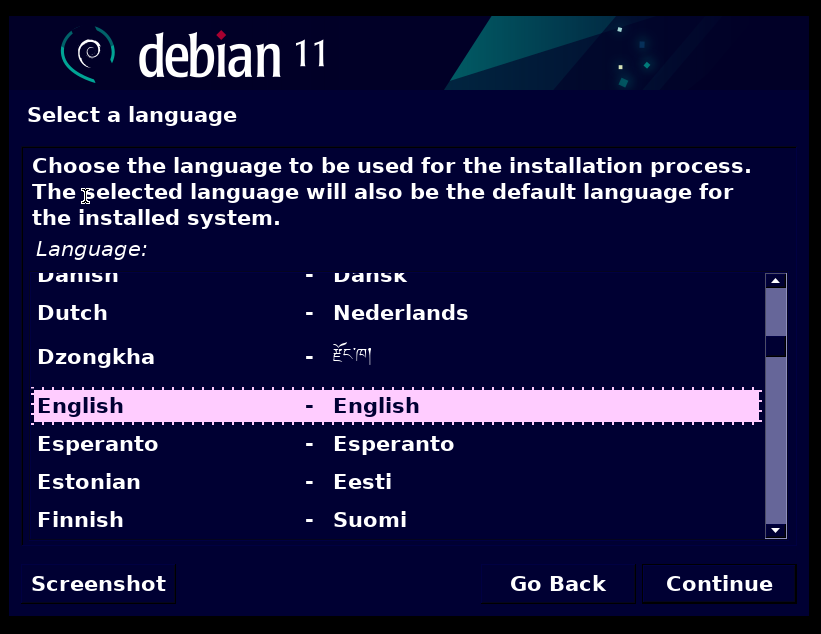 debian 11
Select a language
Choose the language to be used for the installation process.
The selected language will also be the default language for
the installed system.
Language:
Danish - Dansk
Dutch - Nederlands
Dzongkha - རྫོང་ཁ།
English - English
Esperanto - Esperanto
Estonian - Eesti
Finnish - Suomi
Screenshot Go Back Continue